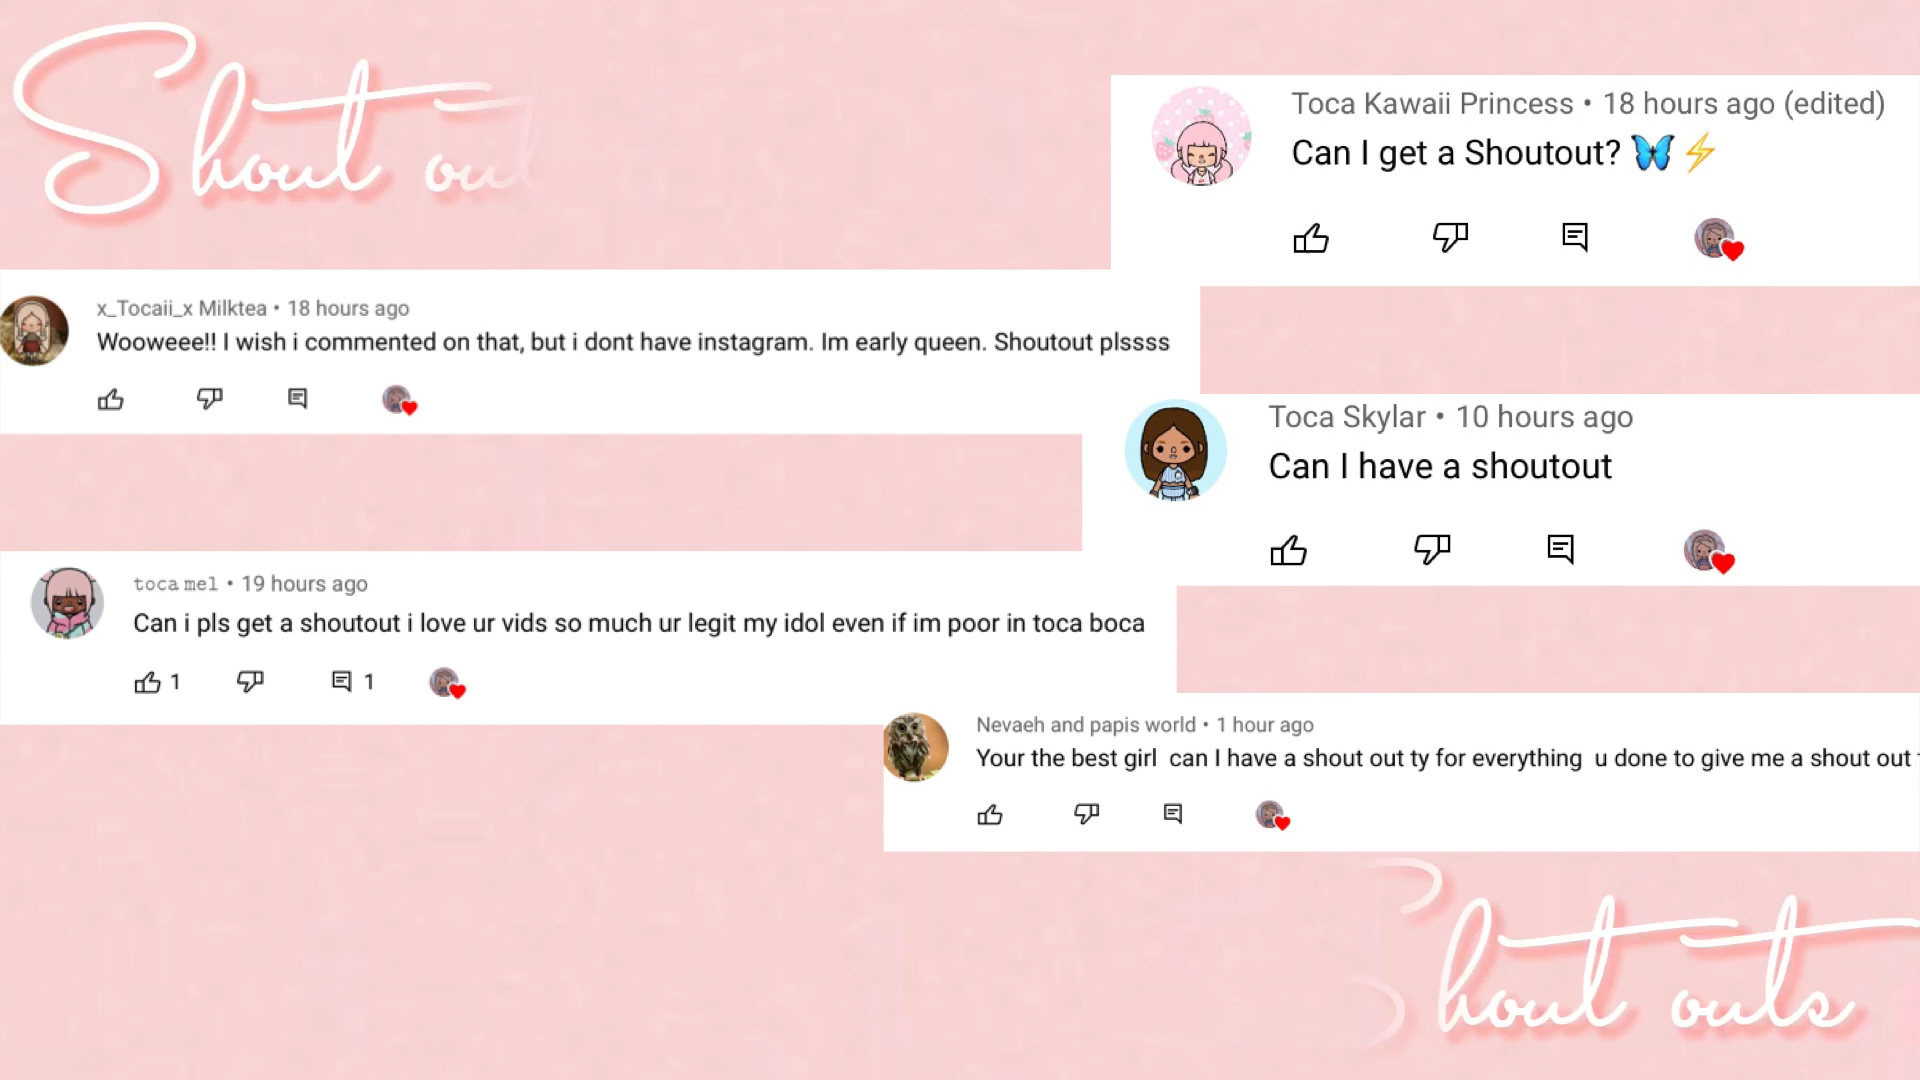 Shout out
Toca Kawaii Princess • 18 hours ago (edited)
Can I get a Shoutout? 🦋⚡
x_Tocaii_x Milktea • 18 hours ago
Wooweee!! I wish i commented on that, but i dont have instagram. Im early queen. Shoutout plssss
Toca Skylar • 10 hours ago
Can I have a shoutout
toca mel • 19 hours ago
Can i pls get a shoutout i love ur vids so much ur legit my idol even if im poor in toca boca
1 1
Nevaeh and papis world • 1 hour ago
Your the best girl  can I have a shout out ty for everything  u done to give me a shout out
Shout outs